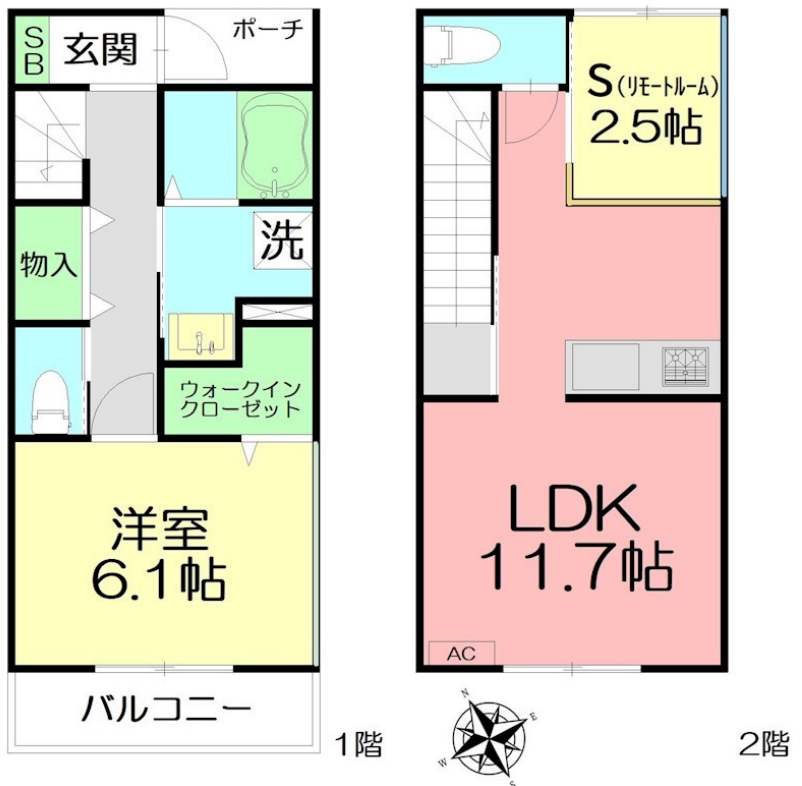 SB
玄関
ポーチ
洗
物入
ウォークイン
クローゼット
洋室
6.1帖
バルコニー
1階
S(リモートルーム)
2.5帖
LDK
11.7帖
AC
N
E
W
S
2階